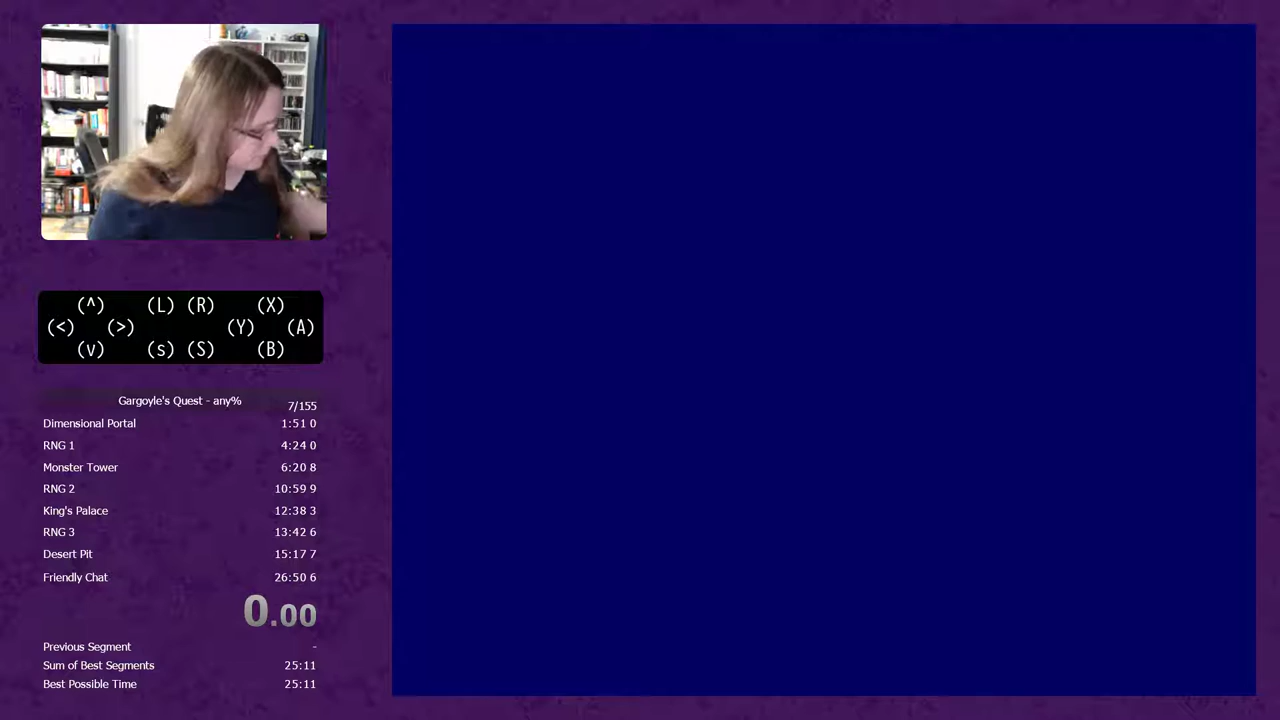 (^) (L) (R) (X)
(<) (>) (Y) (A)
(v) (s) (S) (B)
Gargoyle's Quest - any%
7/155
Dimensional Portal 1:51 0
RNG 1 4:24 0
Monster Tower 6:20 8
RNG 2 10:59 9
King's Palace 12:38 3
RNG 3 13:42 6
Desert Pit 15:17 7
Friendly Chat 26:50 6
0.00
Previous Segment -
Sum of Best Segments 25:11
Best Possible Time 25:11